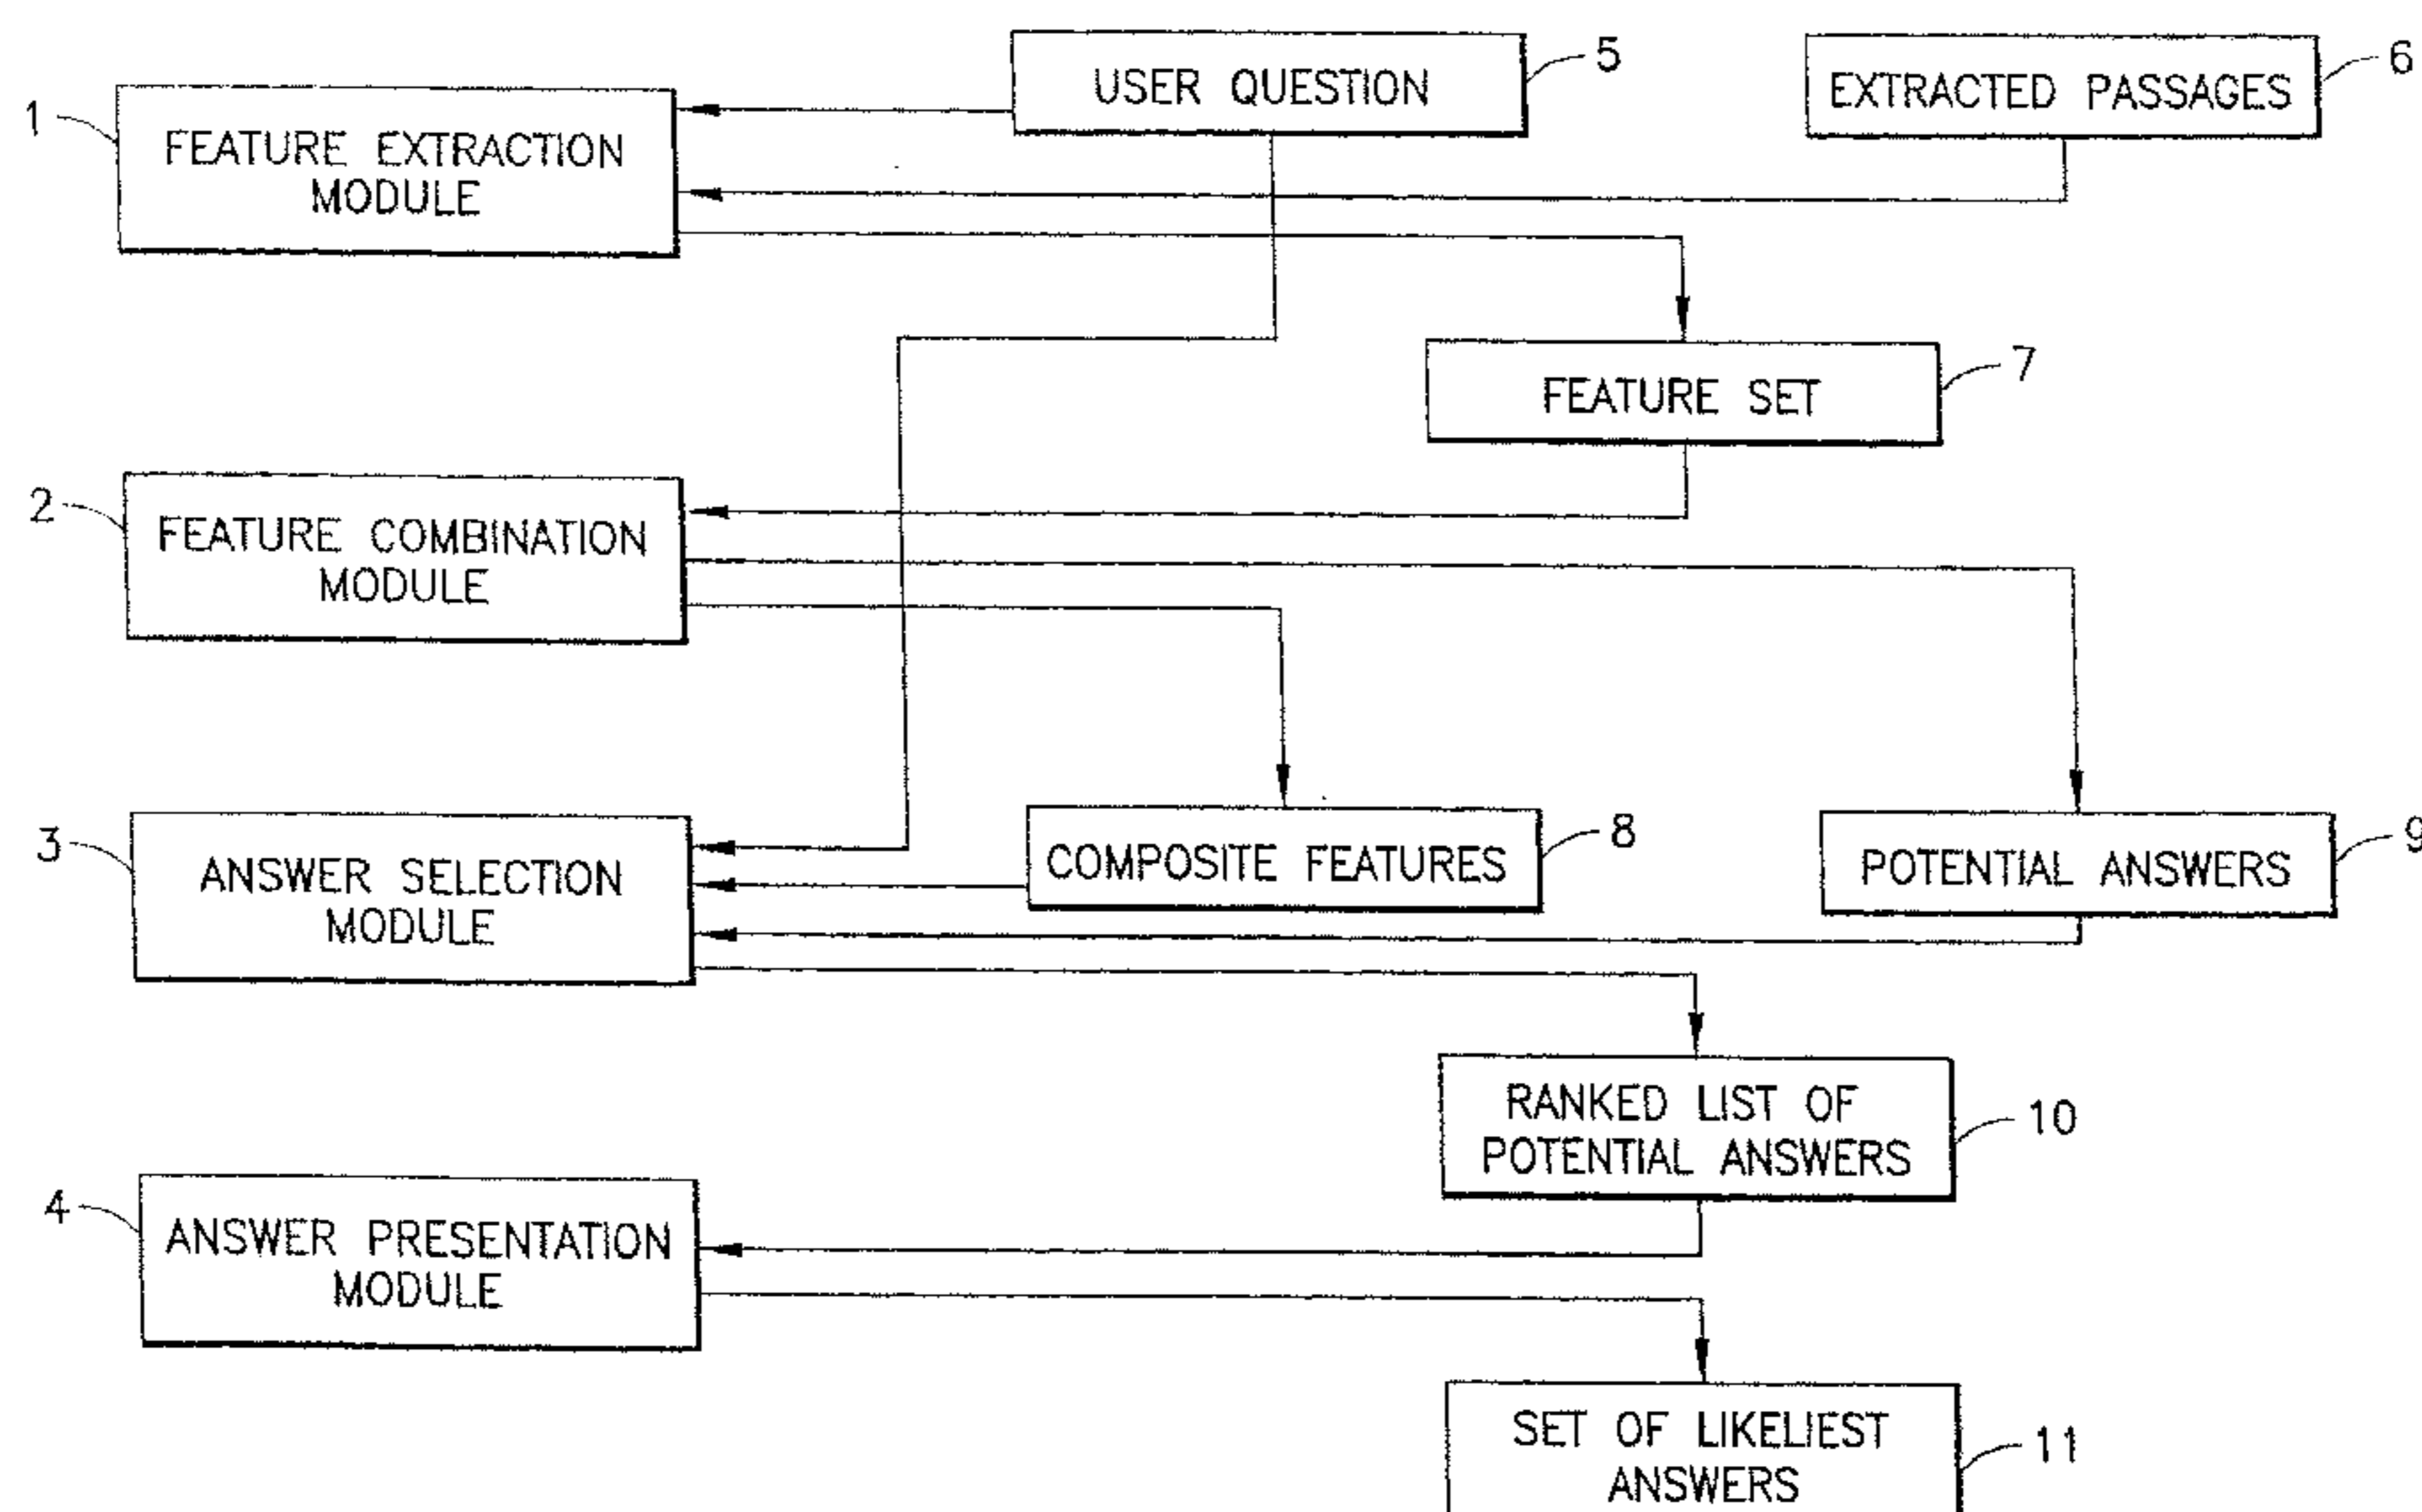 USER QUESTION
5
EXTRACTED PASSAGES
6
1
FEATURE EXTRACTION
MODULE
FEATURE SET
7
2
FEATURE COMBINATION
MODULE
3
ANSWER SELECTION
MODULE
COMPOSITE FEATURES
8
POTENTIAL ANSWERS
9
RANKED LIST OF
POTENTIAL ANSWERS
10
4
ANSWER PRESENTATION
MODULE
SET OF LIKELIEST
ANSWERS
11